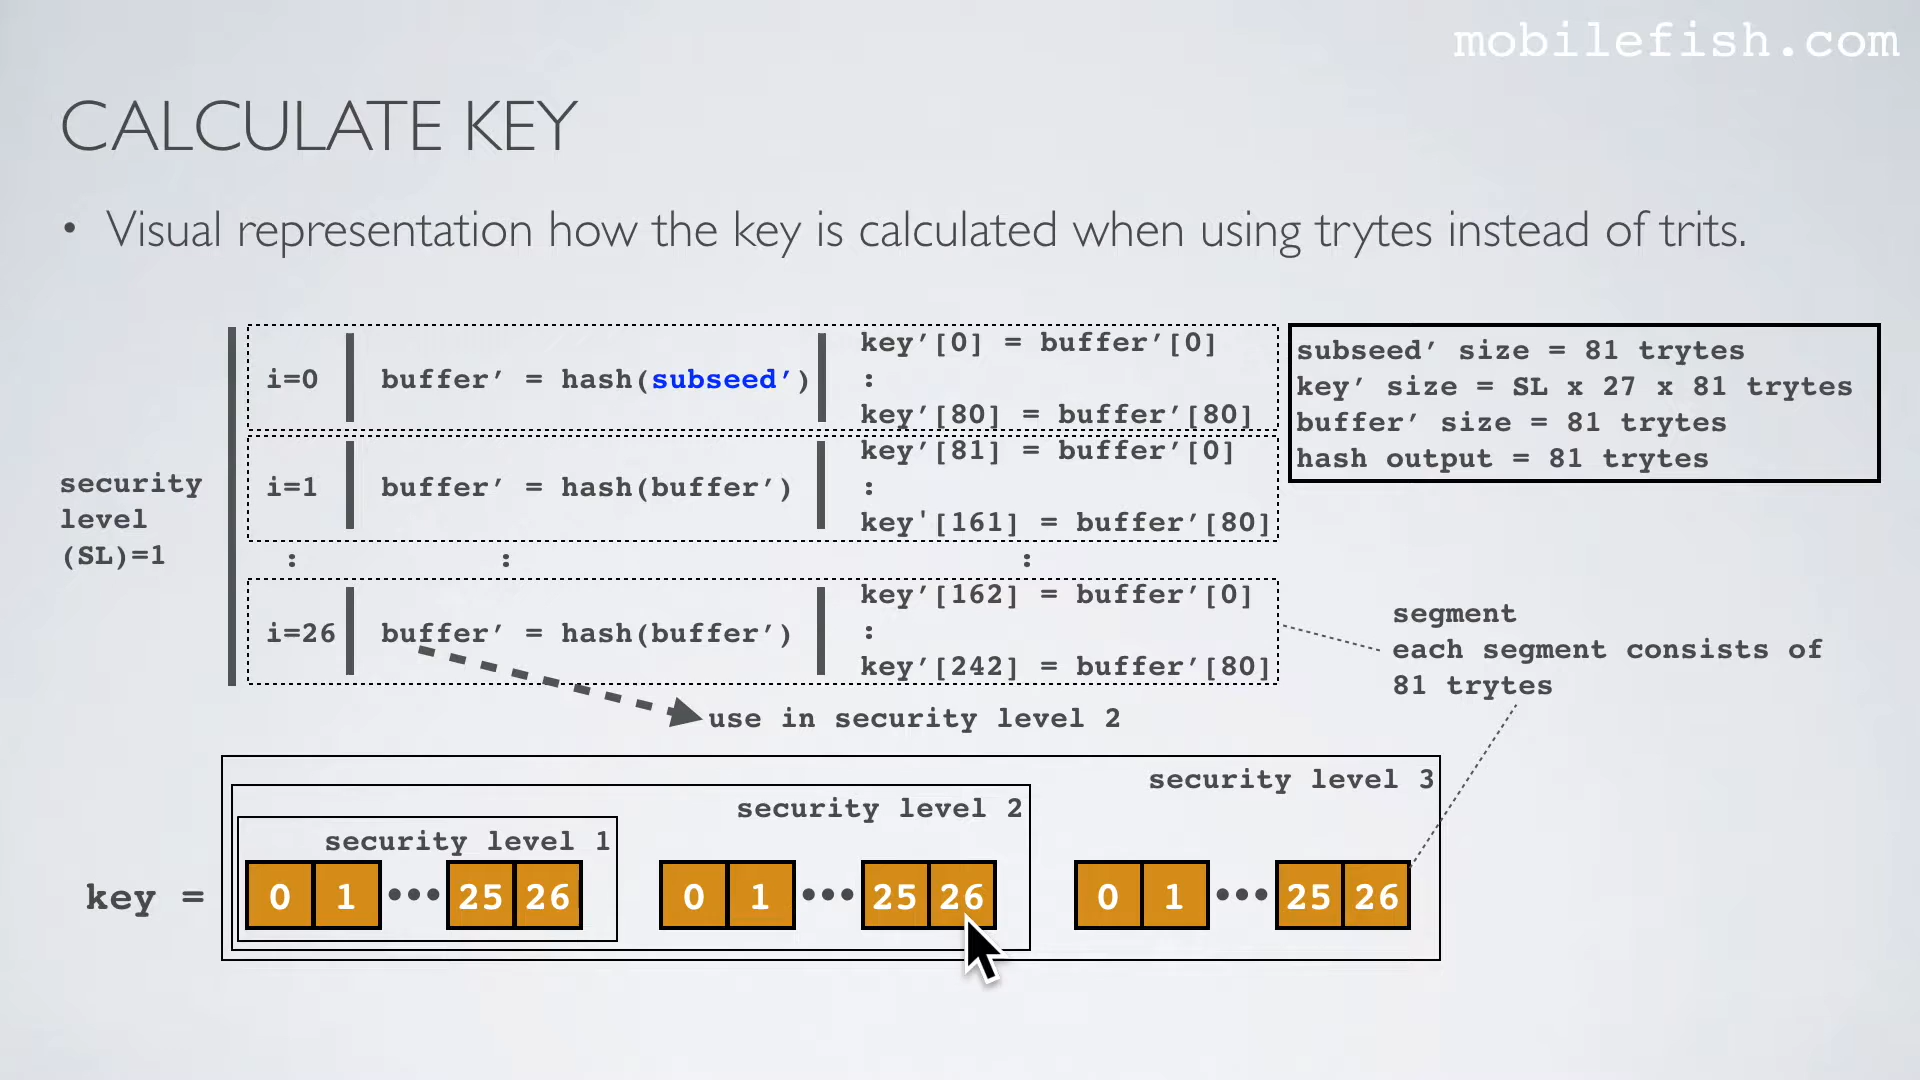 mobilefish.com
CALCULATE KEY
• Visual representation how the key is calculated when using trytes instead of trits.
security
level
(SL)=1
i=0
buffer’ = hash(subseed’)
key’[0] = buffer’[0]
:
key’[80] = buffer’[80]
i=1
buffer’ = hash(buffer’)
key’[81] = buffer’[0]
:
key'[161] = buffer’[80]
: : :
i=26
buffer’ = hash(buffer’)
key’[162] = buffer’[0]
:
key’[242] = buffer’[80]
use in security level 2
subseed’ size = 81 trytes
key’ size = SL x 27 x 81 trytes
buffer’ size = 81 trytes
hash output = 81 trytes
segment
each segment consists of
81 trytes
security level 3
security level 2
security level 1
key = 0 1 ••• 25 26 0 1 ••• 25 26 0 1 ••• 25 26